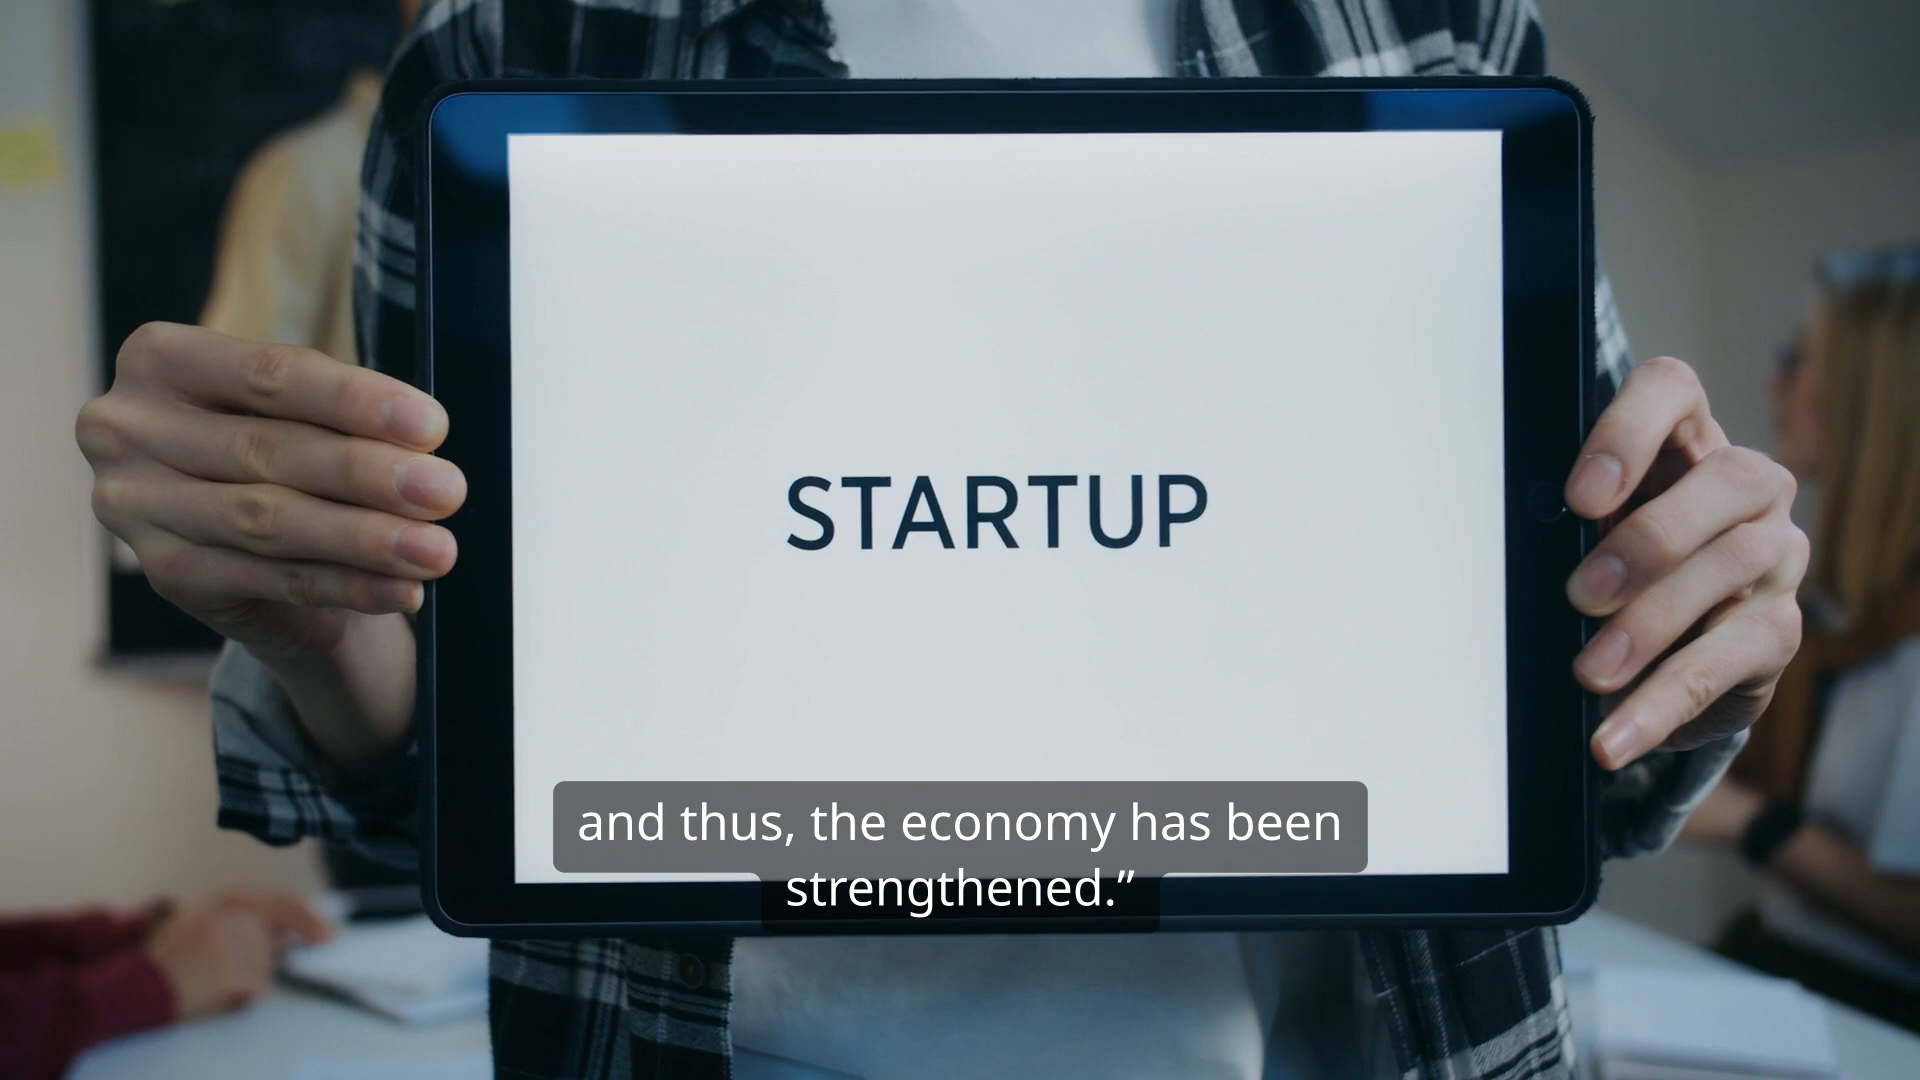 STARTUP
and thus, the economy has been
strengthened.”